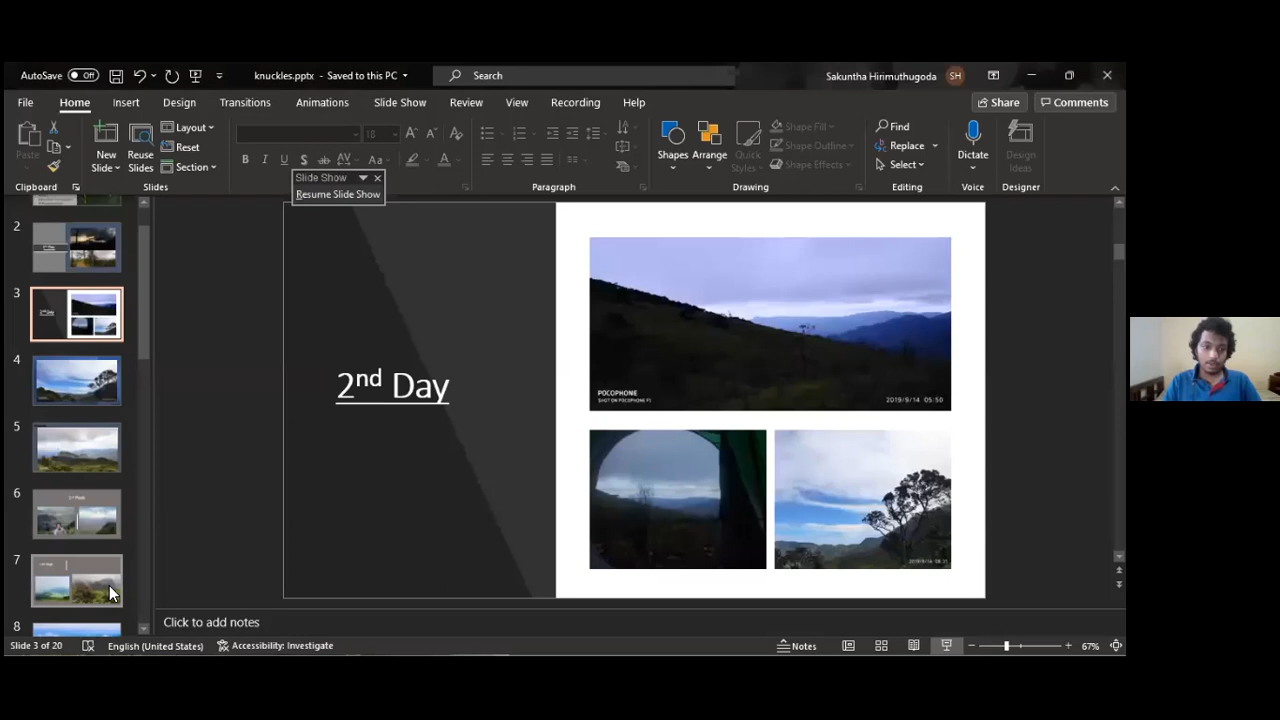 AutoSave Off knuckles.pptx - Saved to this PC Search Sakuntha Hirimuthugoda SH
File Home Insert Design Transitions Animations Slide Show Review View Recording Help Share Comments
Paste New Slide Reuse Slides Layout Reset Section 18 Shapes Arrange Quick Styles Shape Fill Shape Outline Shape Effects Find Replace Select Dictate Design Ideas
Clipboard Slides Paragraph Drawing Editing Voice Designer
Slide Show
Resume Slide Show
2
3
4
5
6
7
8
2nd Day
POCOPHONE
SHOT ON POCOPHONE F1
2019/9/14 05:50
Click to add notes
Slide 3 of 20 English (United States) Accessibility: Investigate Notes 67%